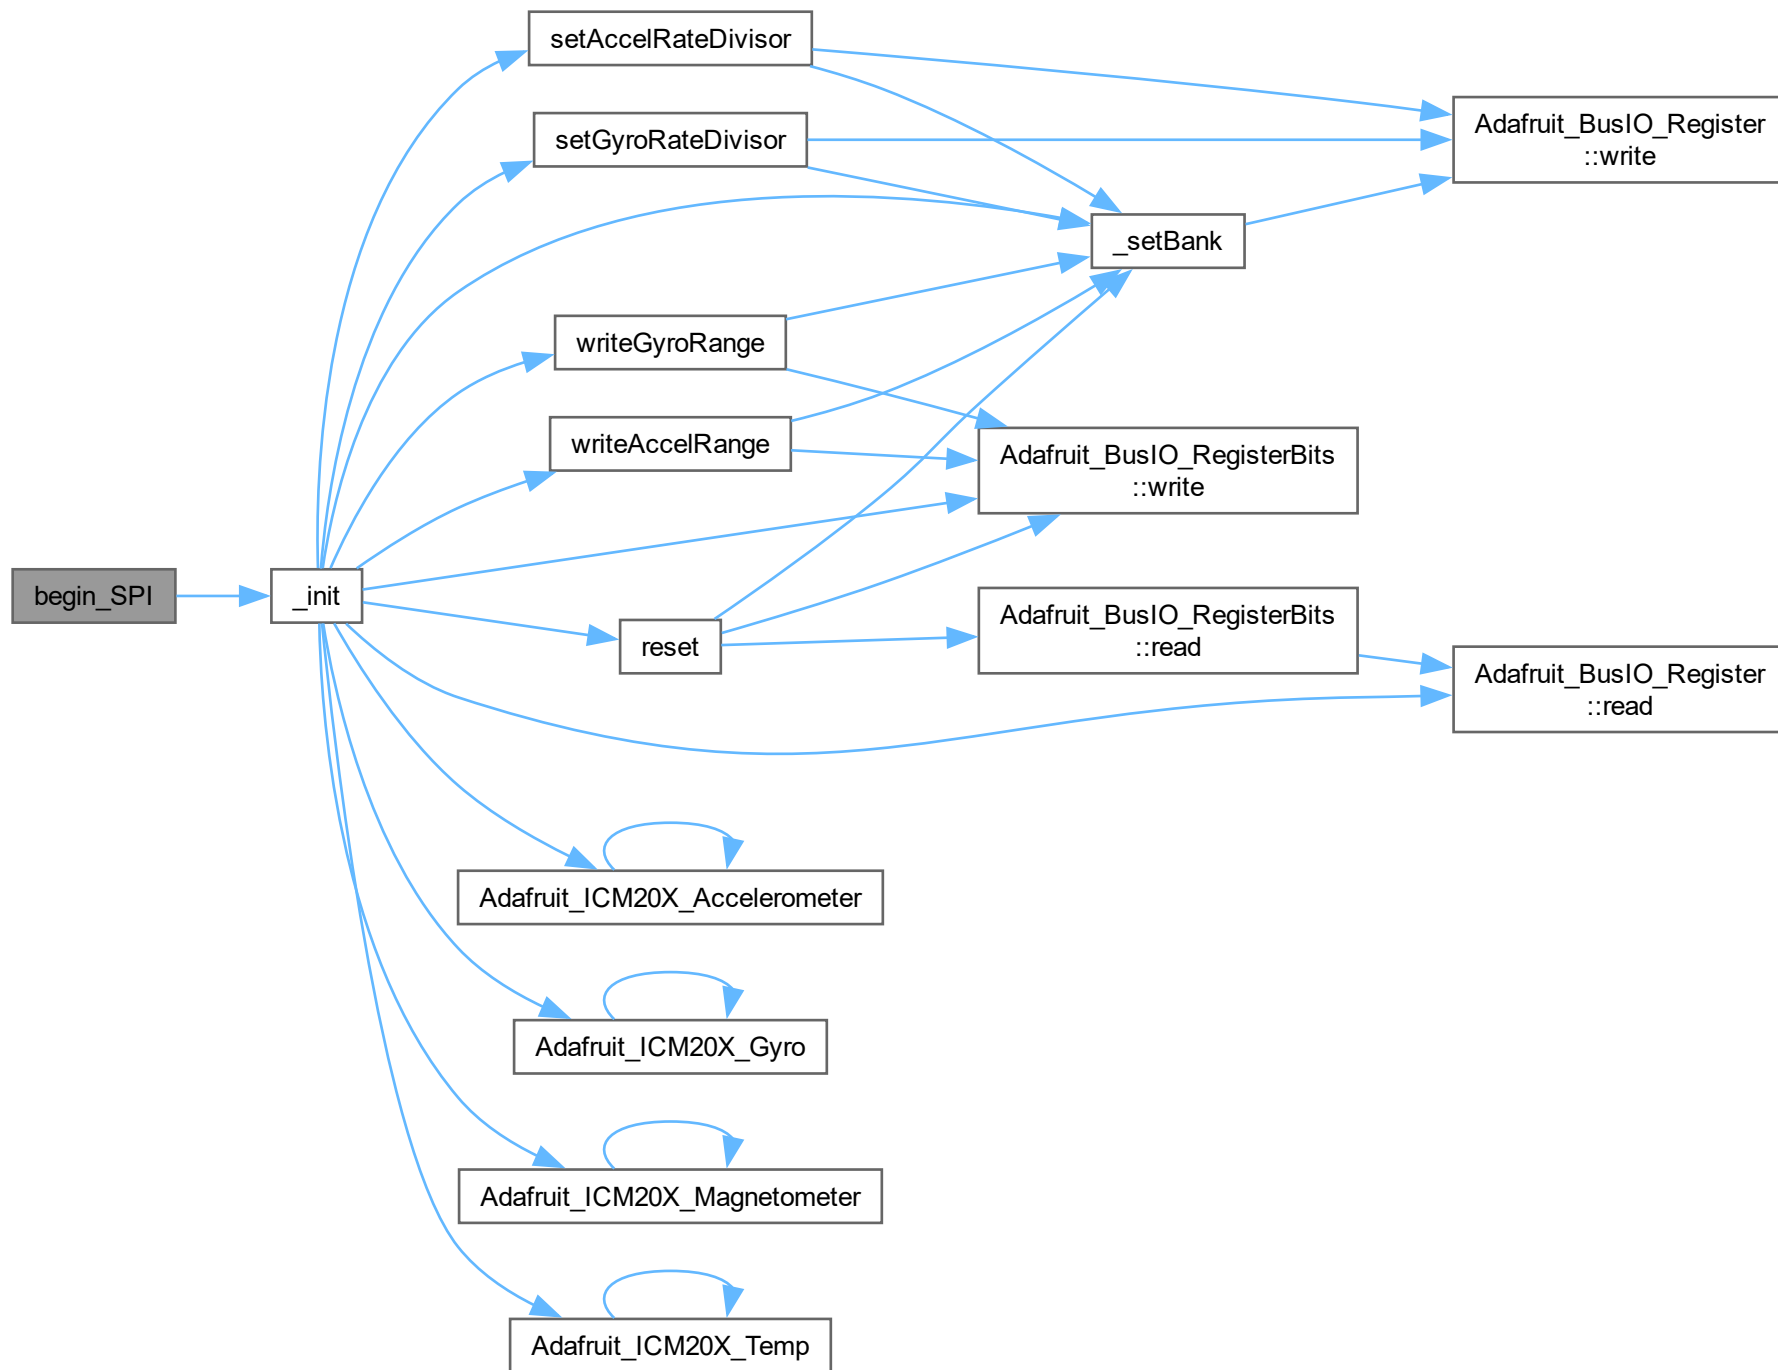 setAccelRateDivisor
setGyroRateDivisor
Adafruit_BusIO_Register
::write
_setBank
writeGyroRange
writeAccelRange
Adafruit_BusIO_RegisterBits
::write
begin_SPI
_init
reset
Adafruit_BusIO_RegisterBits
::read
Adafruit_BusIO_Register
::read
Adafruit_ICM20X_Accelerometer
Adafruit_ICM20X_Gyro
Adafruit_ICM20X_Magnetometer
Adafruit_ICM20X_Temp